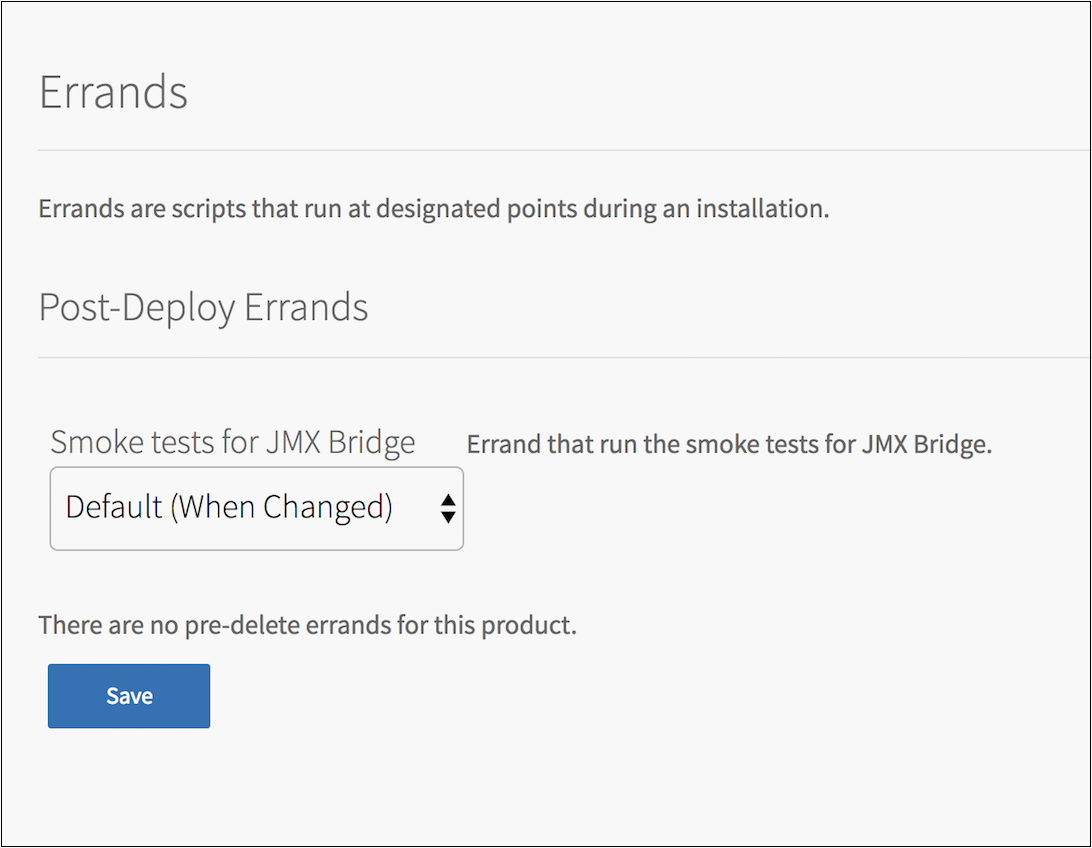 Errands
Errands are scripts that run at designated points during an installation.
Post-Deploy Errands
Smoke tests for JMX Bridge
Errand that run the smoke tests for JMX Bridge.
Default (When Changed)
There are no pre-delete errands for this product.
Save